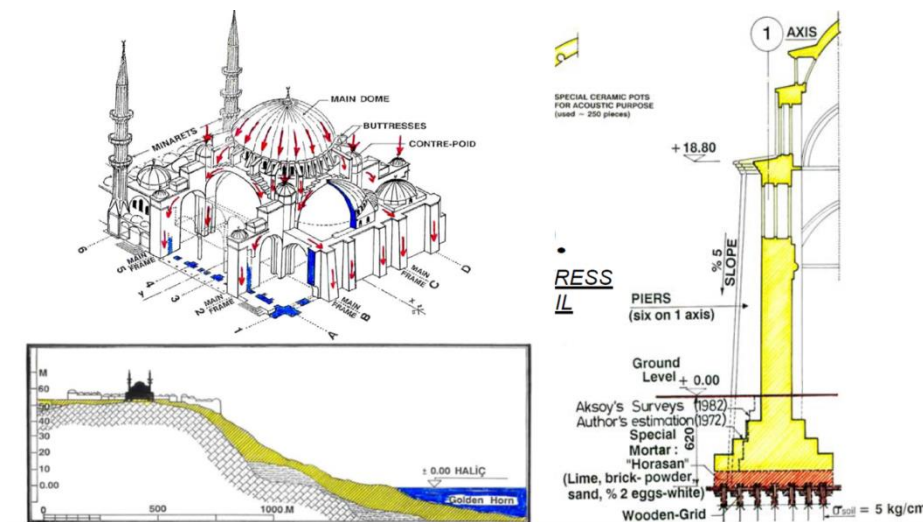 MAIN DOME
BUTTRESSES
CONTRE-POID
MINARETS
MAIN
FRAME
MAIN
FRAME
MAIN
FRAME
MAIN
FRAME
6
5
4
3
2
1
y
x
A
B
C
D
M
60
50
40
30
20
10
0.00
± 0.00 HALİÇ
Golden Horn
0
500
1000.M
1
AXIS
SPECIAL CERAMIC POTS
FOR ACOUSTIC PURPOSE
(used ~ 250 pieces)
+18.80
% 5
SLOPE
RESS
IL
PIERS
(six on 1 axis)
Ground
Level + 0.00
Aksoy's Surveys (1982)
Author's estimation (1972)
620
Special
Mortar :
"Horasan"
(Lime, brick- powder,
sand, % 2 eggs-white)
Wooden-Grid
σsoil = 5 kg/cm